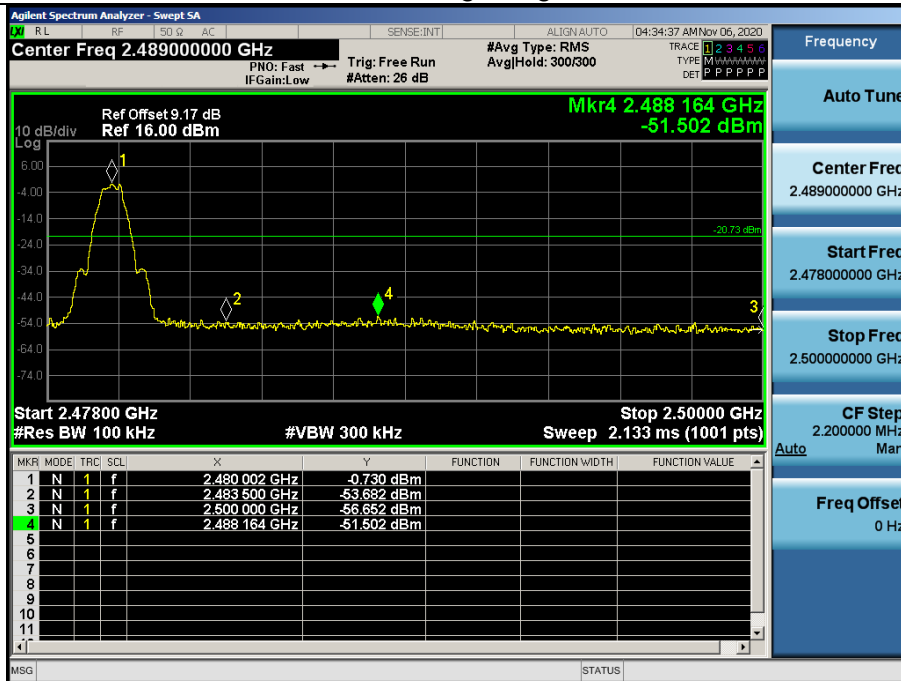 Agilent Spectrum Analyzer - Swept SA
LXI RL RF 50 Ω AC SENSE:INT ALIGN AUTO 04:34:37 AM Nov 06, 2020
Center Freq 2.489000000 GHz #Avg Type: RMS TRACE 1 2 3 4 5 6
PNO: Fast Trig: Free Run Avg|Hold: 300/300 TYPE M
IFGain:Low #Atten: 26 dB DET P P P P P P
Mkr4 2.488 164 GHz
Ref Offset 9.17 dB
10 dB/div Ref 16.00 dBm -51.502 dBm
Log
6.00
-4.00
-14.0
-24.0
-34.0
-44.0
-54.0
-64.0
-74.0
1
2
4
3
-20.73 dBm
Start 2.47800 GHz Stop 2.50000 GHz
#Res BW 100 kHz #VBW 300 kHz Sweep 2.133 ms (1001 pts)
MKR MODE TRC SCL X Y FUNCTION FUNCTION WIDTH FUNCTION VALUE
1 N 1 f 2.480 002 GHz -0.730 dBm
2 N 1 f 2.483 500 GHz -53.682 dBm
3 N 1 f 2.500 000 GHz -56.652 dBm
4 N 1 f 2.488 164 GHz -51.502 dBm
5
6
7
8
9
10
11
MSG STATUS
Frequency
Auto Tune
Center Freq
2.489000000 GHz
Start Freq
2.478000000 GHz
Stop Freq
2.500000000 GHz
CF Step
2.200000 MHz
Auto Man
Freq Offset
0 Hz